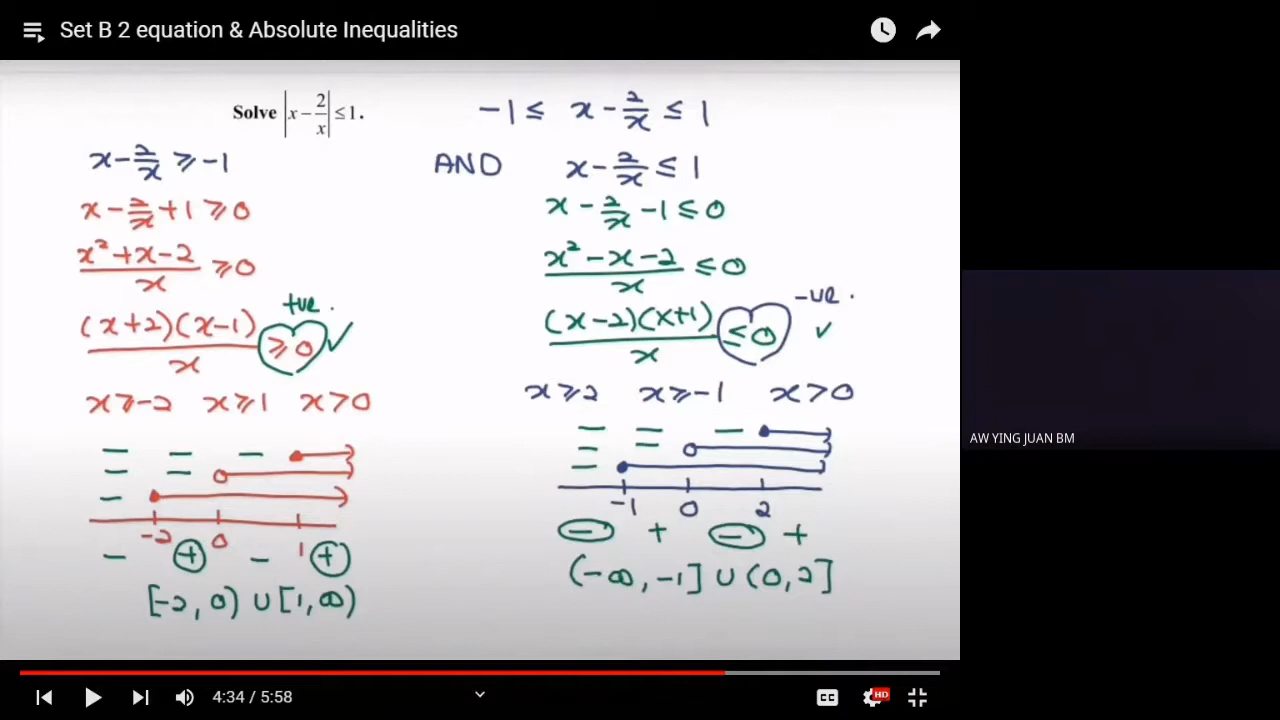 Set B 2 equation & Absolute Inequalities
Solve |x - 2/x| ≤ 1.
-1 ≤ x - 2/x ≤ 1
x - 2/x ≥ -1 AND x - 2/x ≤ 1
x - 2/x + 1 ≥ 0
x - 2/x - 1 ≤ 0
(x² + x - 2)/x ≥ 0
(x² - x - 2)/x ≤ 0
+ve.
-ve.
(x+2)(x-1)/x ≥ 0 ✓
(x-2)(x+1)/x ≤ 0 ✓
x ≥ -2 x ≥ 1 x > 0
x ≥ 2 x ≥ -1 x > 0
- - -
- -
-
-2 0 1
- + - +
[-2, 0) ∪ [1, ∞)
- - -
- -
-
-1 0 2
- + - +
(-∞, -1] ∪ (0, 2]
AW YING JUAN BM
4:34 / 5:58
CC
HD